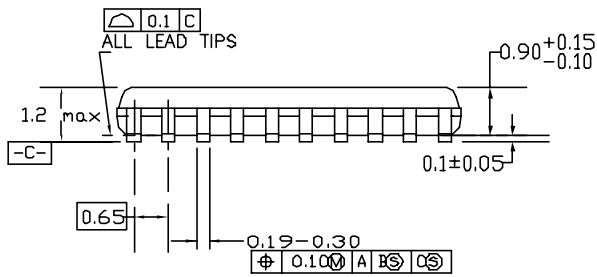 ⌓ 0.1 C
ALL LEAD TIPS
0.90 +0.15
-0.10
1.2 max
-C-
0.1±0.05
0.65
0.19-0.30
⌖ 0.10Ⓜ A BⓈ CⓈ